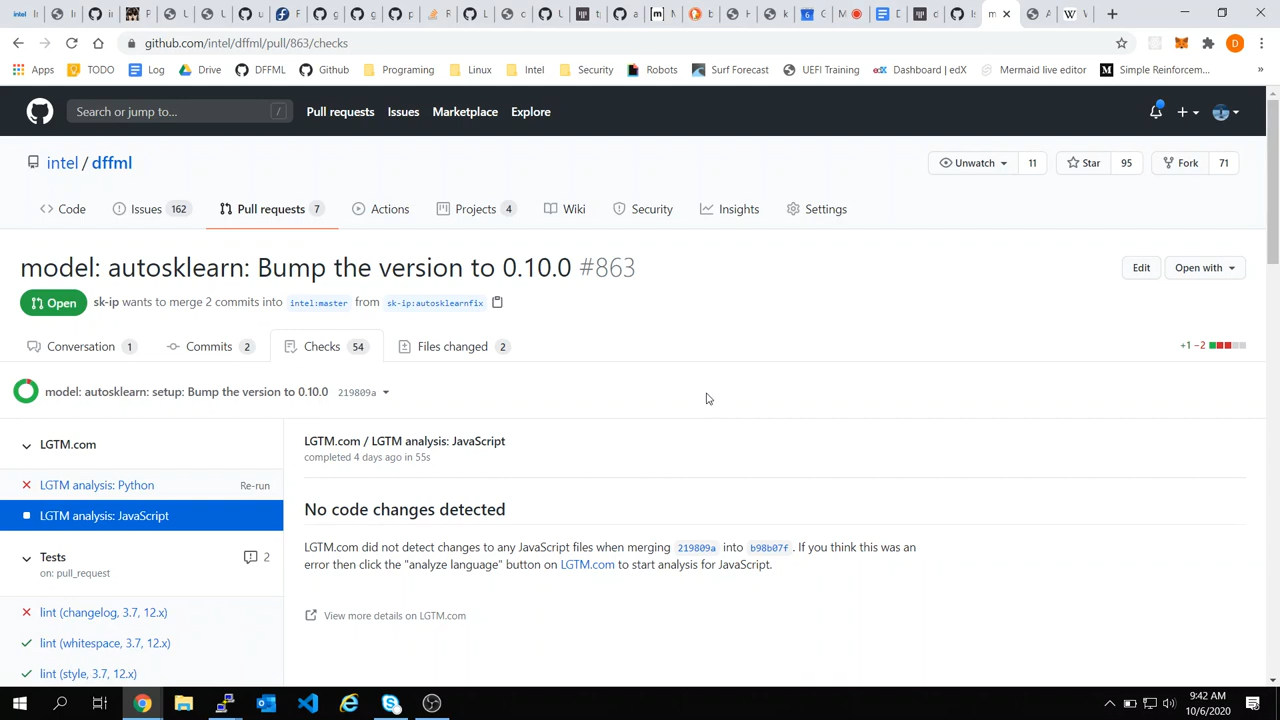 github.com/intel/dffml/pull/863/checks
Apps TODO Log Drive DFFML Github Programing Linux Intel Security Robots Surf Forecast UEFI Training Dashboard | edX Mermaid live editor Simple Reinforcem... »
Search or jump to... /
Pull requests Issues Marketplace Explore
intel / dffml
Unwatch 11 Star 95 Fork 71
Code Issues 162 Pull requests 7 Actions Projects 4 Wiki Security Insights Settings
model: autosklearn: Bump the version to 0.10.0 #863
Edit Open with
Open sk-ip wants to merge 2 commits into intel:master from sk-ip:autosklearnfix
Conversation 1 Commits 2 Checks 54 Files changed 2 +1 −2
model: autosklearn: setup: Bump the version to 0.10.0 219809a
LGTM.com
LGTM analysis: Python Re-run
LGTM analysis: JavaScript
Tests 2
on: pull_request
lint (changelog, 3.7, 12.x)
lint (whitespace, 3.7, 12.x)
lint (style, 3.7, 12.x)
LGTM.com / LGTM analysis: JavaScript
completed 4 days ago in 55s
No code changes detected
LGTM.com did not detect changes to any JavaScript files when merging 219809a into b98b07f. If you think this was an
error then click the "analyze language" button on LGTM.com to start analysis for JavaScript.
View more details on LGTM.com
9:42 AM
10/6/2020